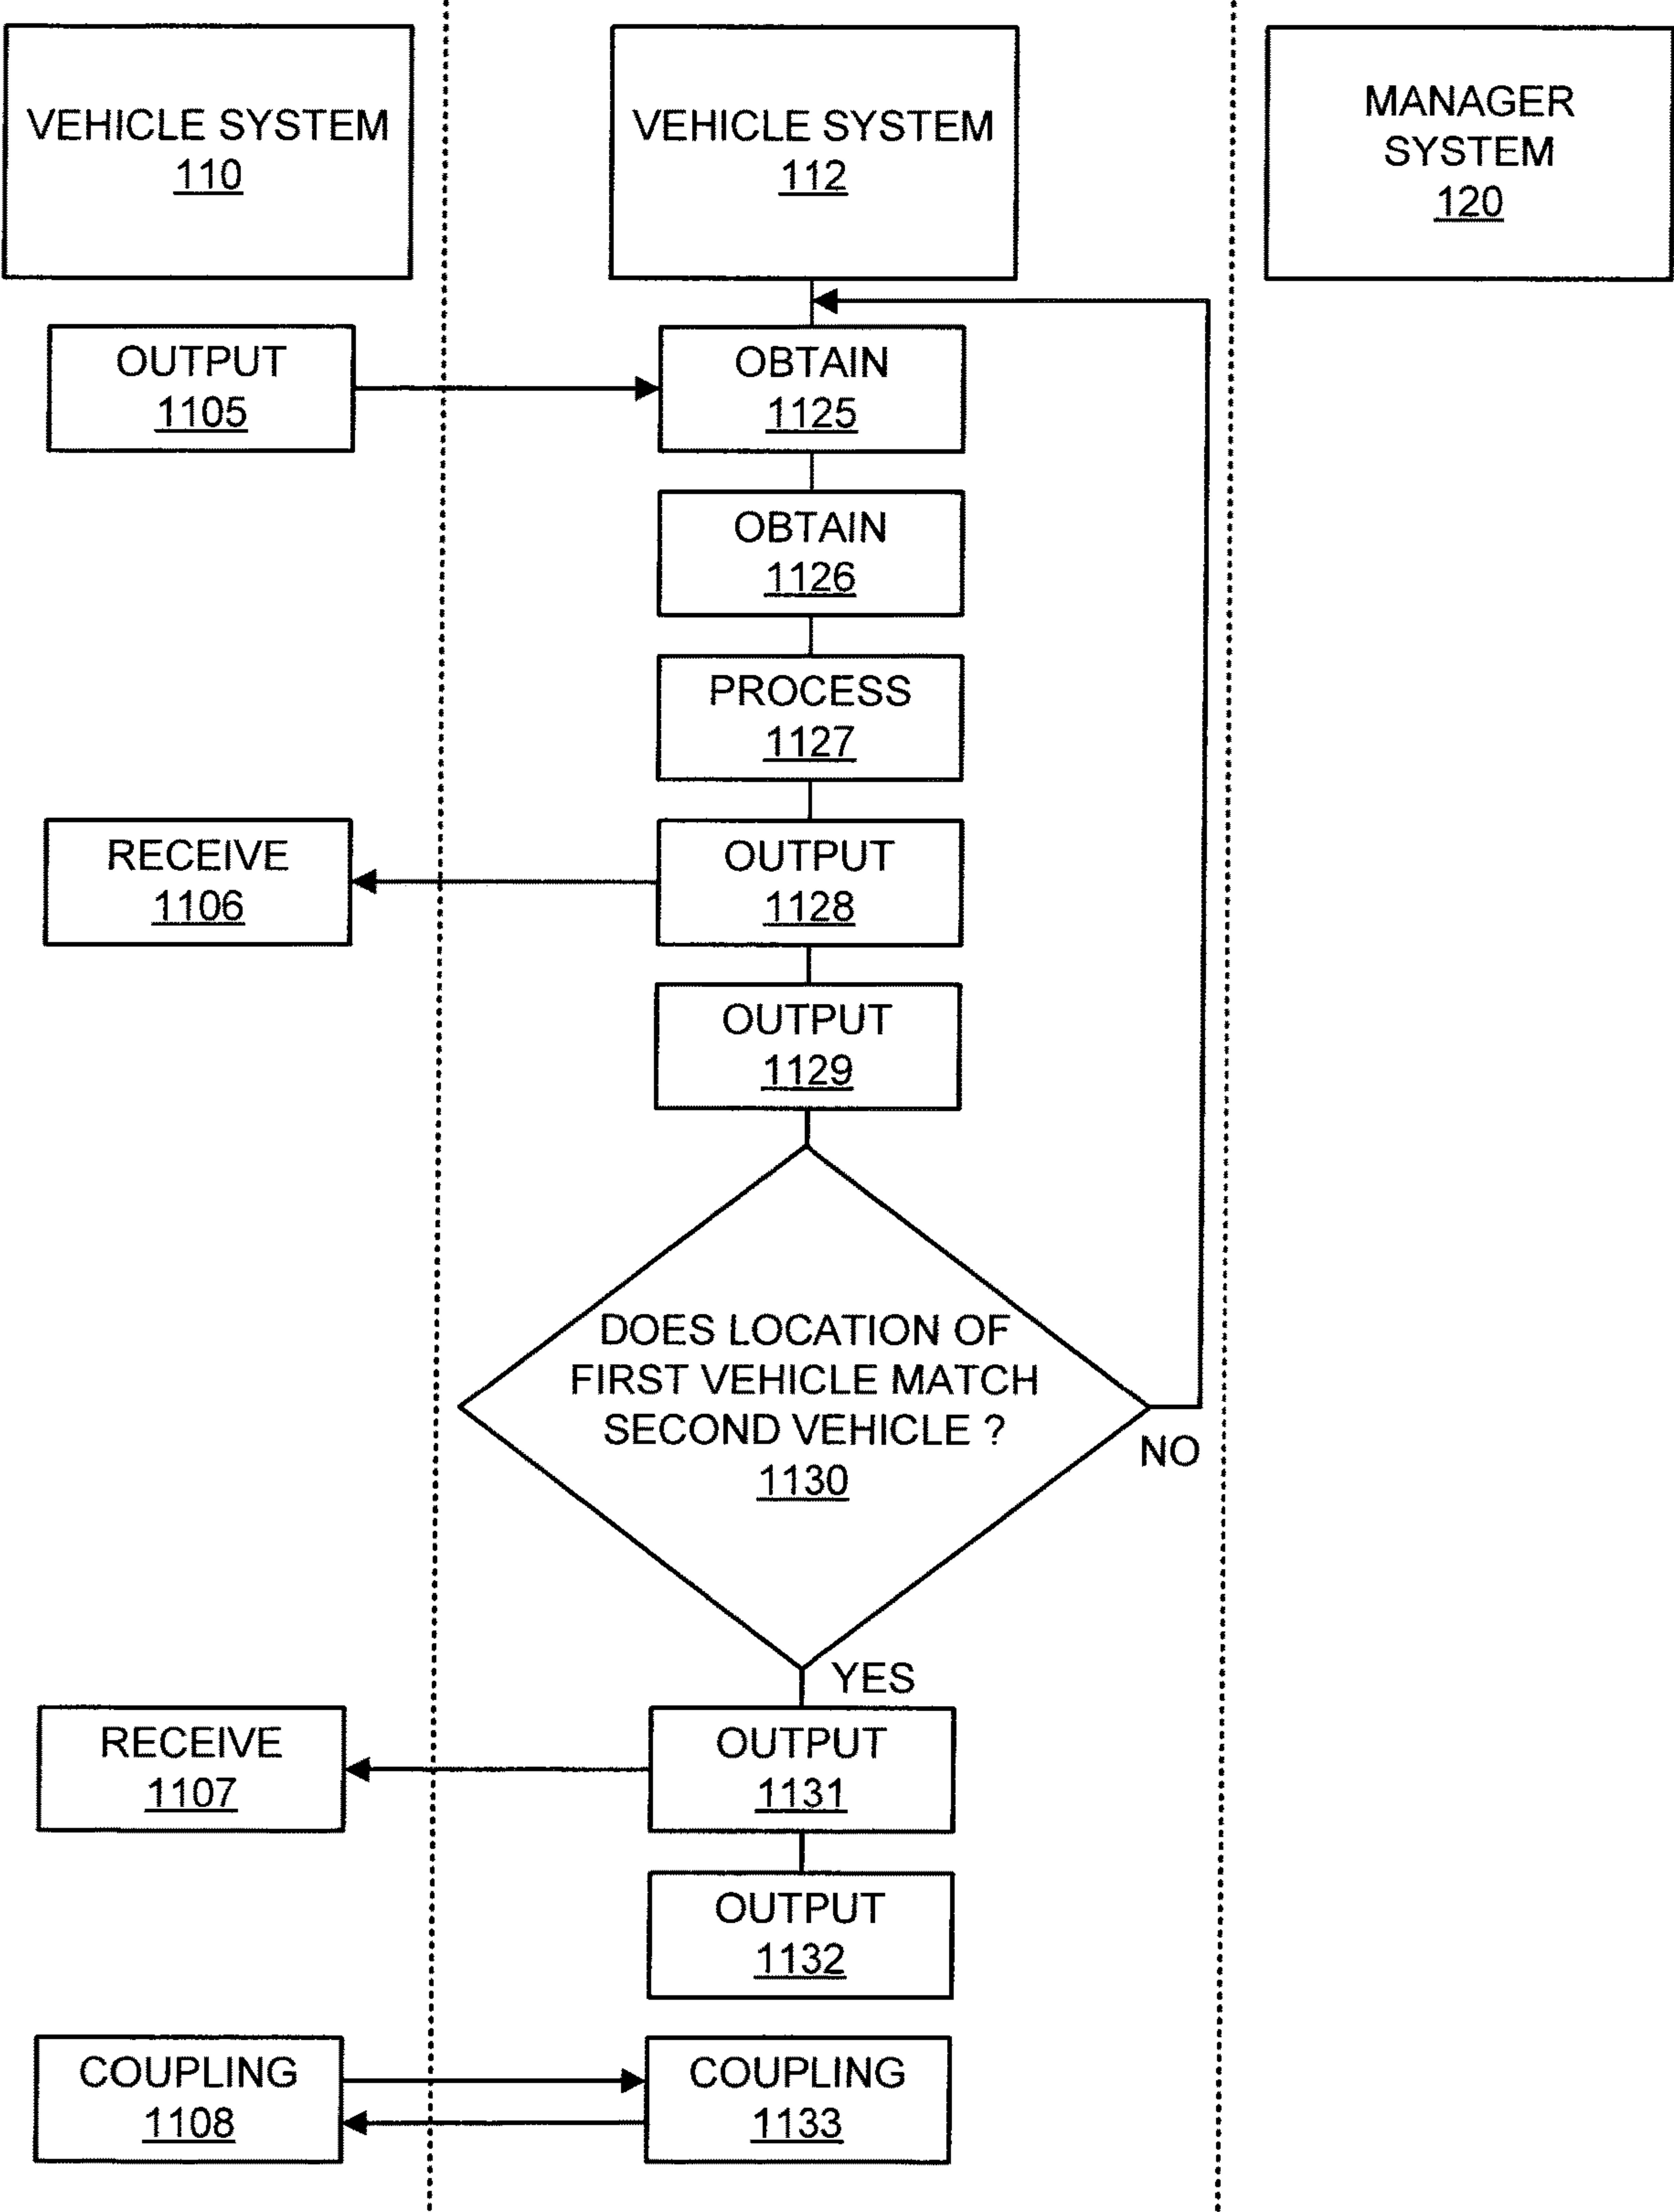 VEHICLE SYSTEM
110
VEHICLE SYSTEM
112
MANAGER
SYSTEM
120
OUTPUT
1105
OBTAIN
1125
OBTAIN
1126
PROCESS
1127
RECEIVE
1106
OUTPUT
1128
OUTPUT
1129
DOES LOCATION OF
FIRST VEHICLE MATCH
SECOND VEHICLE ?
1130
NO
YES
RECEIVE
1107
OUTPUT
1131
OUTPUT
1132
COUPLING
1108
COUPLING
1133